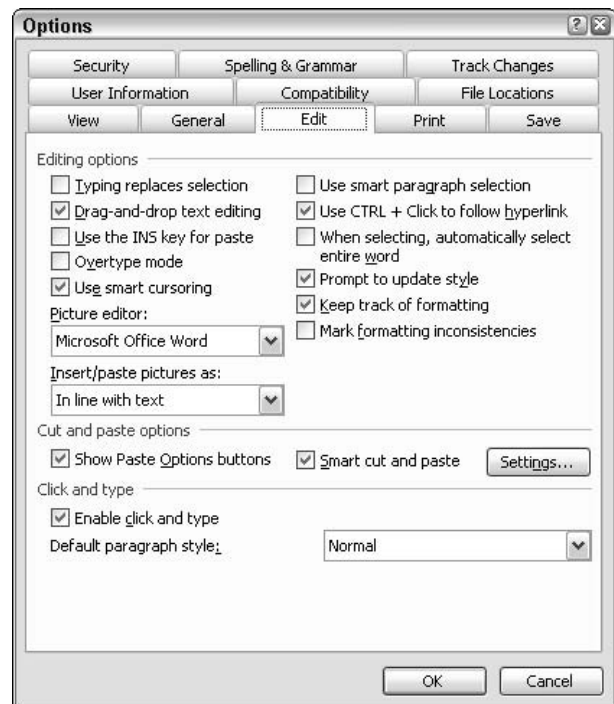 Options
Security
Spelling & Grammar
Track Changes
User Information
Compatibility
File Locations
View
General
Edit
Print
Save
Editing options
Typing replaces selection
Drag-and-drop text editing
Use the INS key for paste
Overtype mode
Use smart cursoring
Picture editor:
Microsoft Office Word
Insert/paste pictures as:
In line with text
Use smart paragraph selection
Use CTRL + Click to follow hyperlink
When selecting, automatically select
entire word
Prompt to update style
Keep track of formatting
Mark formatting inconsistencies
Cut and paste options
Show Paste Options buttons
Smart cut and paste
Settings...
Click and type
Enable click and type
Default paragraph style:
Normal
OK
Cancel